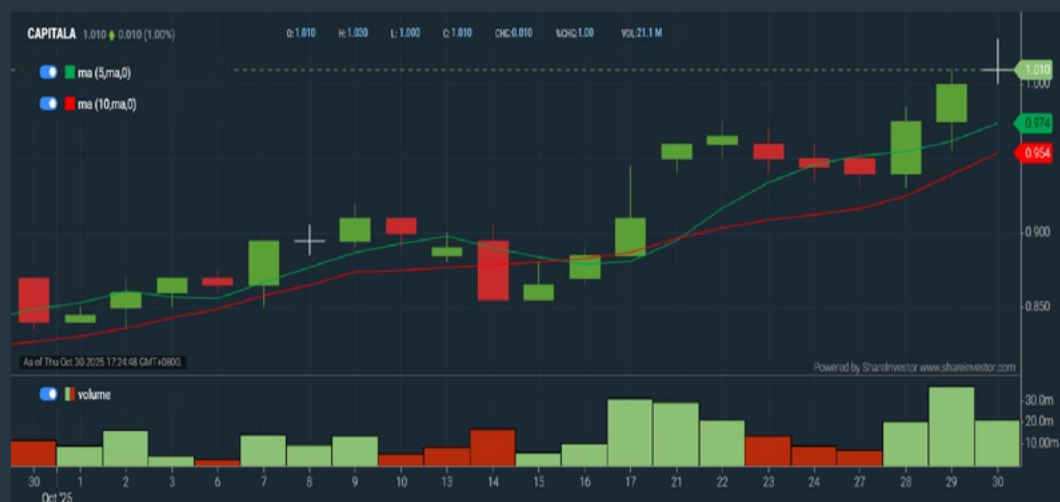 CAPITALA 1.010 0.010 (1.00%) O:1.010 H:1.030 L: 1.000 C:1.010 CHG:0.010 %CHG:1.00 VOL:21.1 M
ma (5,ma,0)
ma (10,ma,0)
1.010
1.000
0.974
0.954
0.900
0.850
As of Thu Oct 30 2025 17:24:48 GMT+0800.
Powered by ShareInvestor www.shareinvestor.com
volume
30.0m
20.0m
10.00m
30 1 2 3 6 7 8 9 10 13 14 15 16 17 21 22 23 24 27 28 29 30
Oct '25